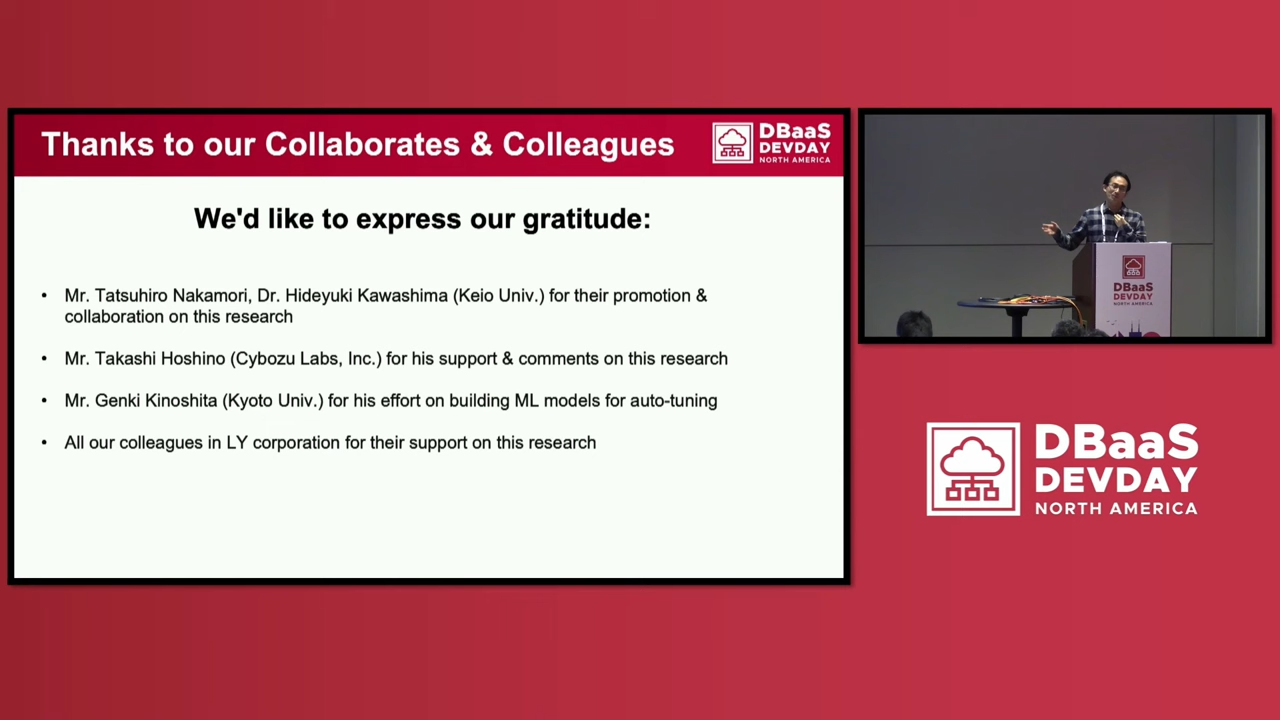 Thanks to our Collaborates & Colleagues
DBaaS
DEVDAY
NORTH AMERICA
We'd like to express our gratitude:
• Mr. Tatsuhiro Nakamori, Dr. Hideyuki Kawashima (Keio Univ.) for their promotion &
collaboration on this research
• Mr. Takashi Hoshino (Cybozu Labs, Inc.) for his support & comments on this research
• Mr. Genki Kinoshita (Kyoto Univ.) for his effort on building ML models for auto-tuning
• All our colleagues in LY corporation for their support on this research
DBaaS
DEVDAY
NORTH AMERICA
DBaaS
DEVDAY
NORTH AMERICA